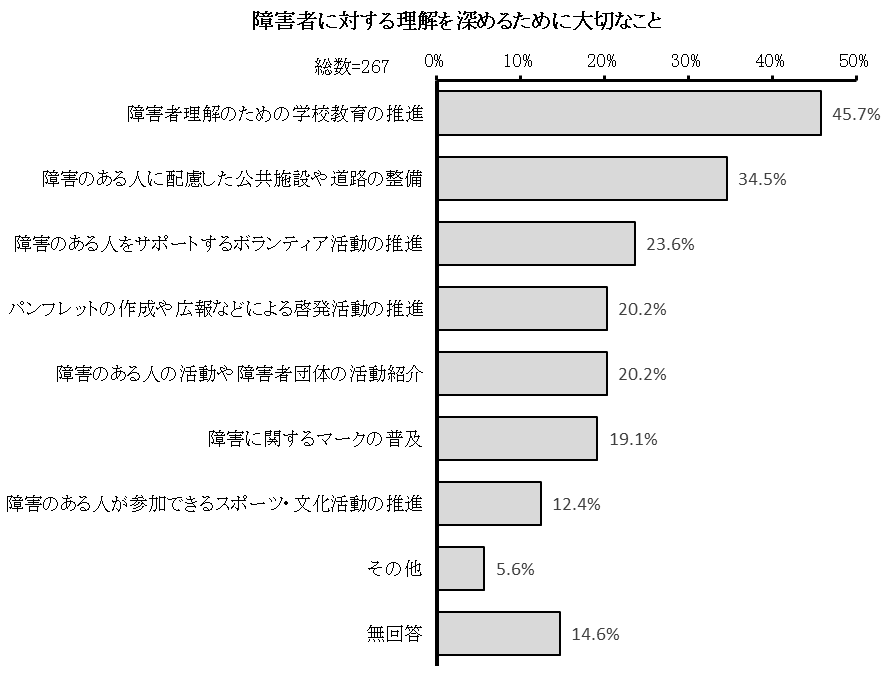 障害者に対する理解を深めるために大切なこと
総数=267
0% 10% 20% 30% 40% 50%
障害者理解のための学校教育の推進 45.7%
障害のある人に配慮した公共施設や道路の整備 34.5%
障害のある人をサポートするボランティア活動の推進 23.6%
パンフレットの作成や広報などによる啓発活動の推進 20.2%
障害のある人の活動や障害者団体の活動紹介 20.2%
障害に関するマークの普及 19.1%
障害のある人が参加できるスポーツ・文化活動の推進 12.4%
その他 5.6%
無回答 14.6%